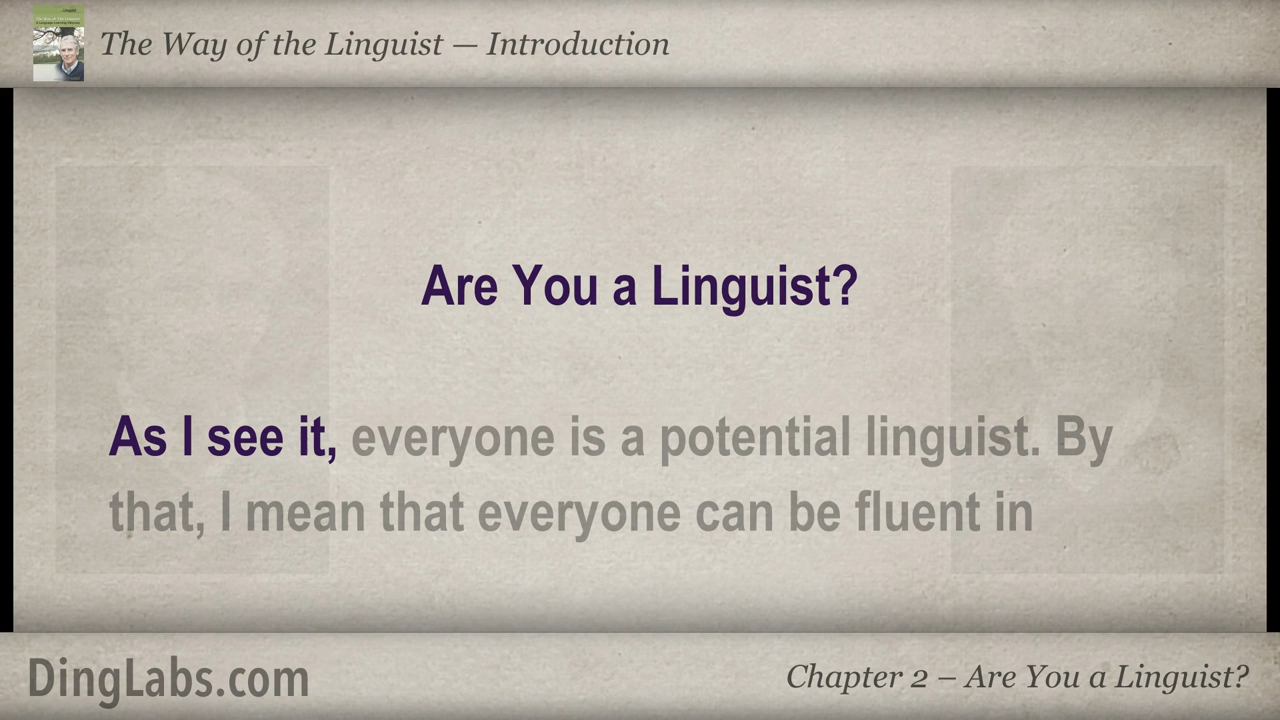 The Way of the Linguist — Introduction
Are You a Linguist?
As I see it, everyone is a potential linguist. By
that, I mean that everyone can be fluent in
DingLabs.com
Chapter 2 – Are You a Linguist?